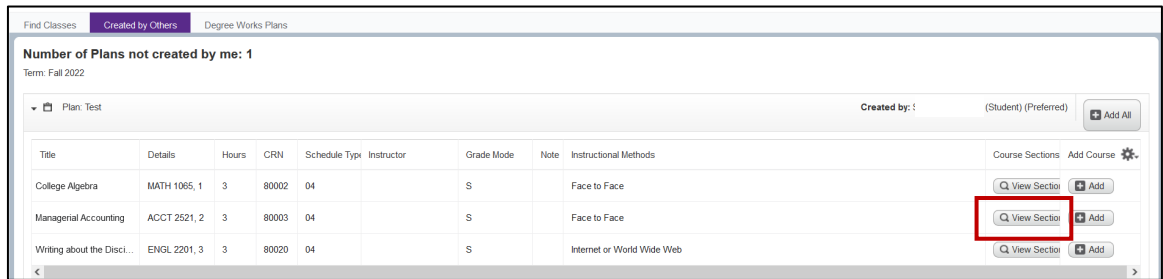 Find Classes Created by Others Degree Works Plans
Number of Plans not created by me: 1
Term: Fall 2022
Plan: Test Created by: (Student) (Preferred) Add All
Title Details Hours CRN Schedule Type Instructor Grade Mode Note Instructional Methods Course Sections Add Course
College Algebra MATH 1065, 1 3 80002 04 S Face to Face View Section Add
Managerial Accounting ACCT 2521, 2 3 80003 04 S Face to Face View Section Add
Writing about the Disci... ENGL 2201, 3 3 80020 04 S Internet or World Wide Web View Section Add